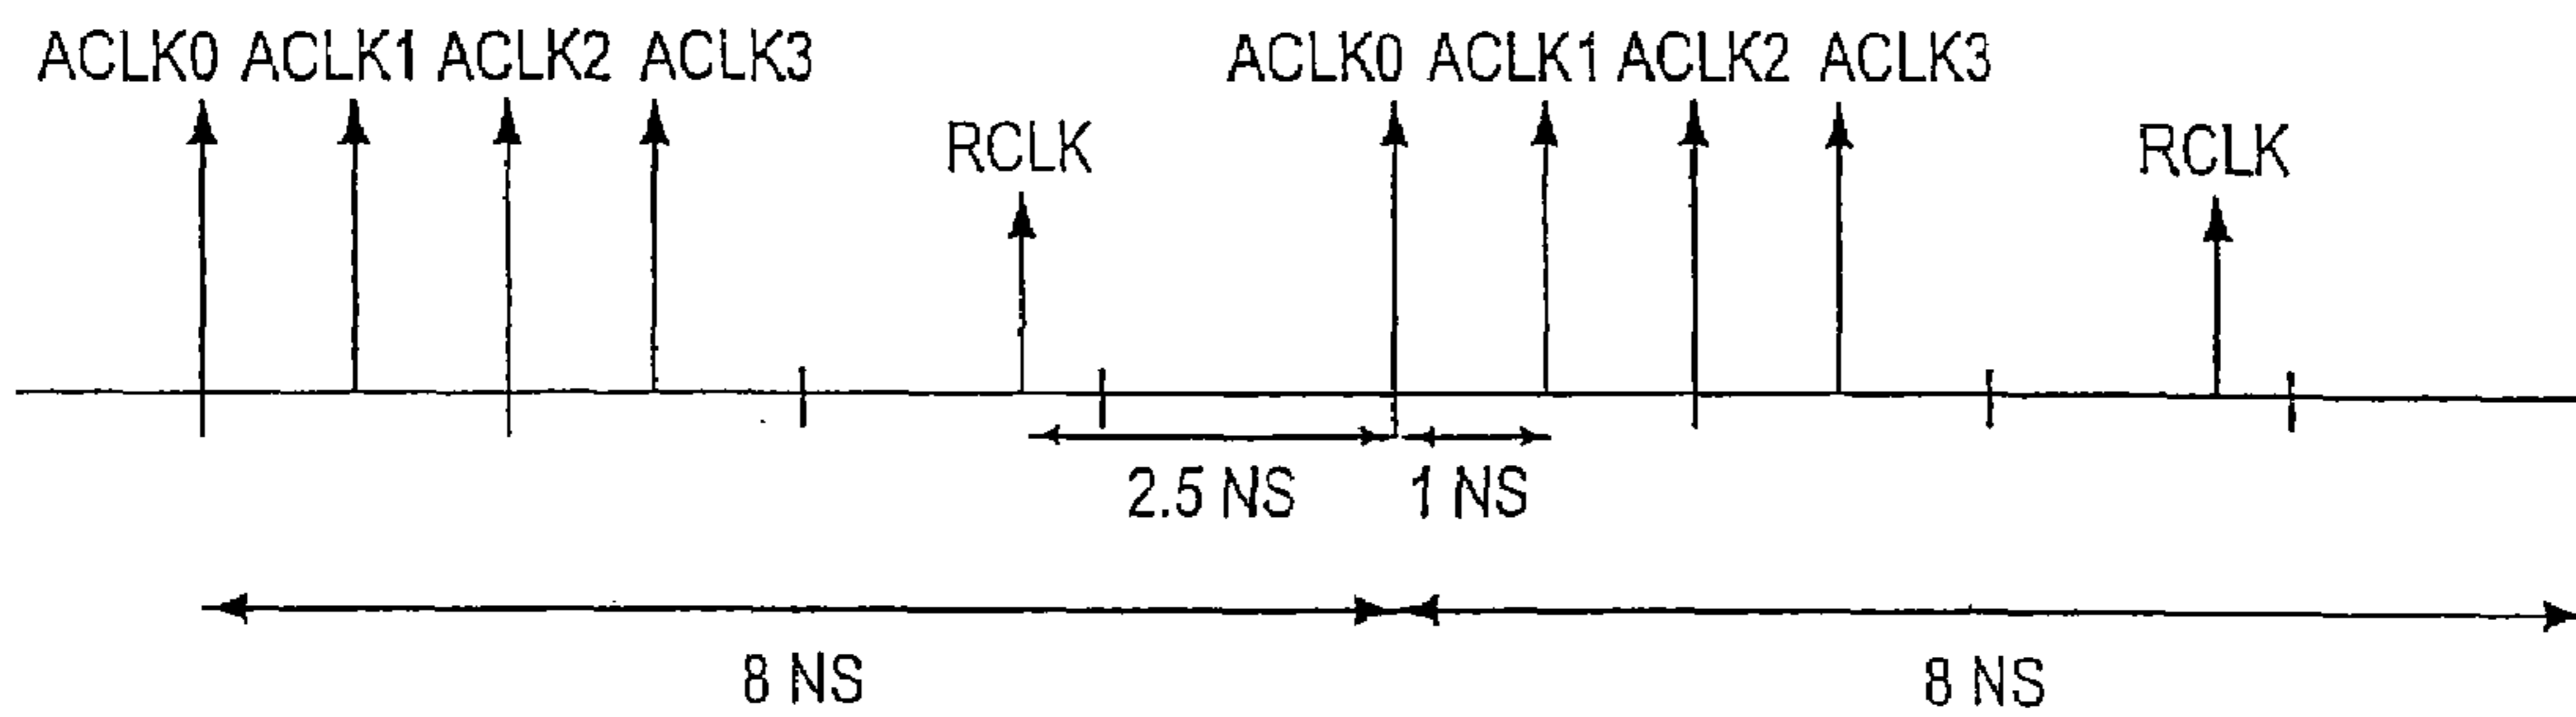 ACLK0 ACLK1 ACLK2 ACLK3 ACLK0 ACLK1 ACLK2 ACLK3
RCLK RCLK
2.5 NS 1 NS
8 NS 8 NS